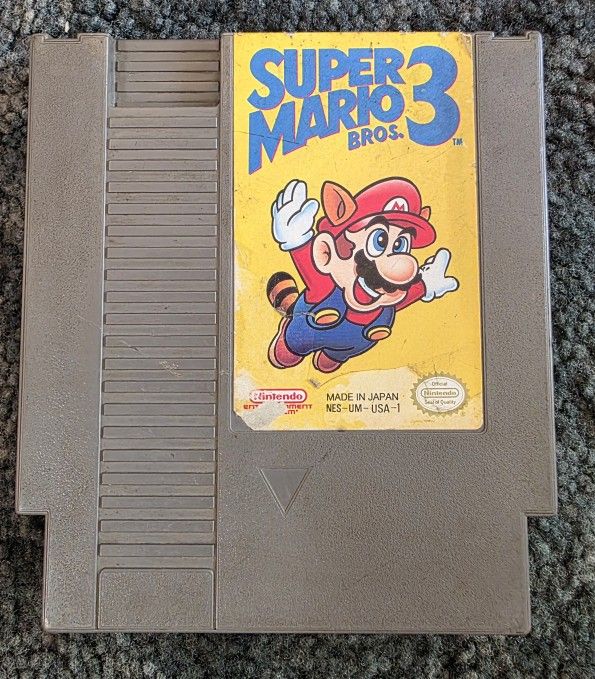 SUPER
MARIO 3
BROS. TM
M
Nintendo
MADE IN JAPAN
NES-UM-USA-1
Official
Nintendo
Seal of Quality